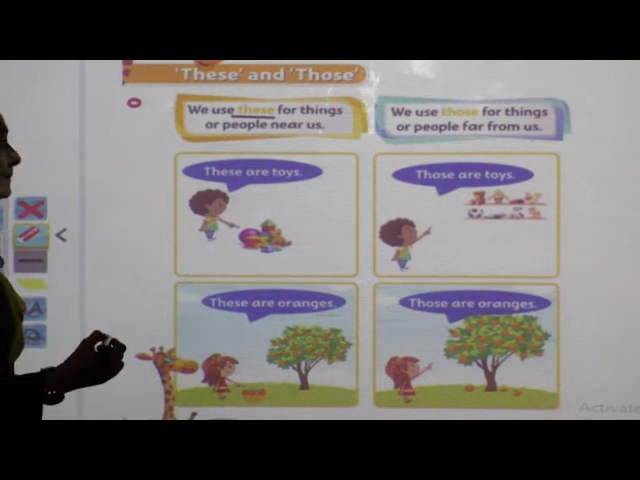 'These' and 'Those'
We use these for things
or people near us.
We use those for things
or people far from us.
These are toys.
Those are toys.
These are oranges.
Those are oranges.
Activate